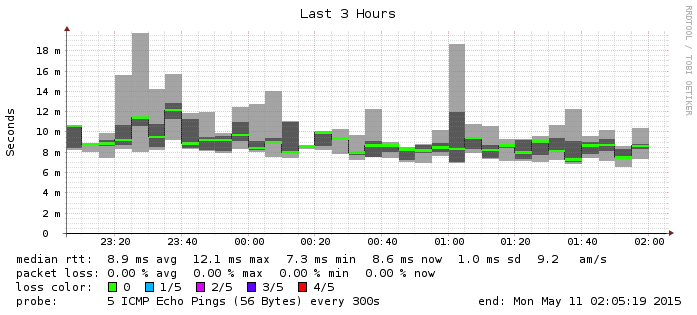 Last 3 Hours
RRDTOOL / TOBI OETIKER
Seconds
18 m
16 m
14 m
12 m
10 m
8 m
6 m
4 m
2 m
0
23:20 23:40 00:00 00:20 00:40 01:00 01:20 01:40 02:00
median rtt: 8.9 ms avg 12.1 ms max 7.3 ms min 8.6 ms now 1.0 ms sd 9.2 am/s
packet loss: 0.00 % avg 0.00 % max 0.00 % min 0.00 % now
loss color: 0 1/5 2/5 3/5 4/5
probe: 5 ICMP Echo Pings (56 Bytes) every 300s end: Mon May 11 02:05:19 2015